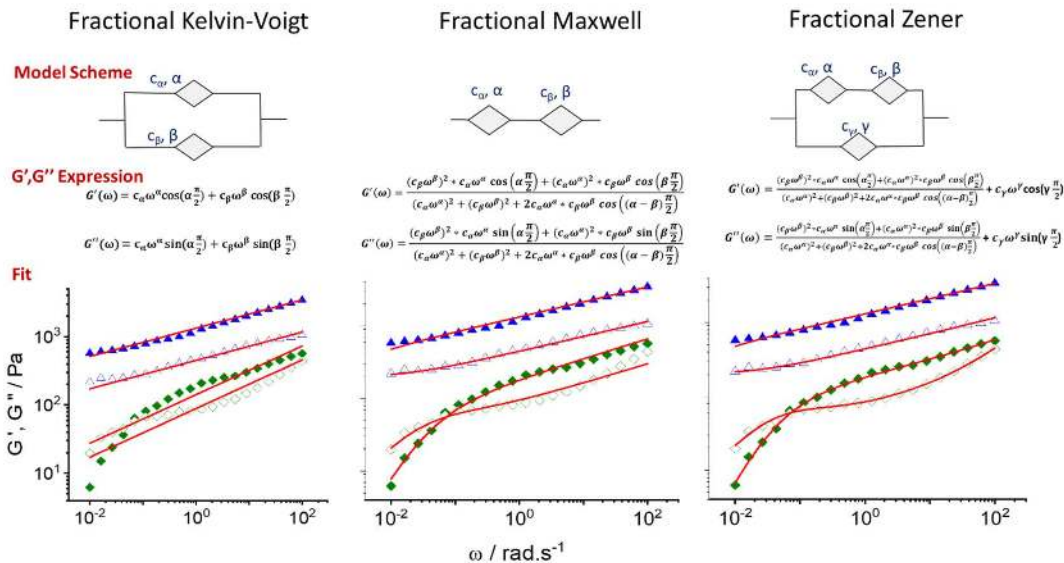 Fractional Kelvin-Voigt
Fractional Maxwell
Fractional Zener
Model Scheme
cα, α
cβ, β
cα, α
cβ, β
cα, α
cβ, β
cγ, γ
G',G'' Expression
G′(ω) = cαω^α cos(α π/2) + cβω^β cos(β π/2)
G′(ω) = ((cβω^β)² * cαω^α cos(α π/2) + (cαω^α)² * cβω^β cos(β π/2)) / ((cαω^α)² + (cβω^β)² + 2cαω^α * cβω^β cos((α − β) π/2))
G′(ω) = ((cβω^β)²*cαω^α cos(α π/2)+(cαω^α)²*cβω^β cos(β π/2)) / ((cαω^α)²+(cβω^β)²+2cαω^α*cβω^β cos((α−β) π/2)) + cγω^γ cos(γ π/2)
G′′(ω) = cαω^α sin(α π/2) + cβω^β sin(β π/2)
G′′(ω) = ((cβω^β)² * cαω^α sin(α π/2) + (cαω^α)² * cβω^β sin(β π/2)) / ((cαω^α)² + (cβω^β)² + 2cαω^α * cβω^β cos((α − β) π/2))
G′′(ω) = ((cβω^β)²*cαω^α sin(α π/2)+(cαω^α)²*cβω^β sin(β π/2)) / ((cαω^α)²+(cβω^β)²+2cαω^α*cβω^β cos((α−β) π/2)) + cγω^γ sin(γ π/2)
Fit
G', G'' / Pa
10³
10²
10¹
10⁻² 10⁰ 10²
10⁻² 10⁰ 10²
10⁻² 10⁰ 10²
ω / rad.s⁻¹